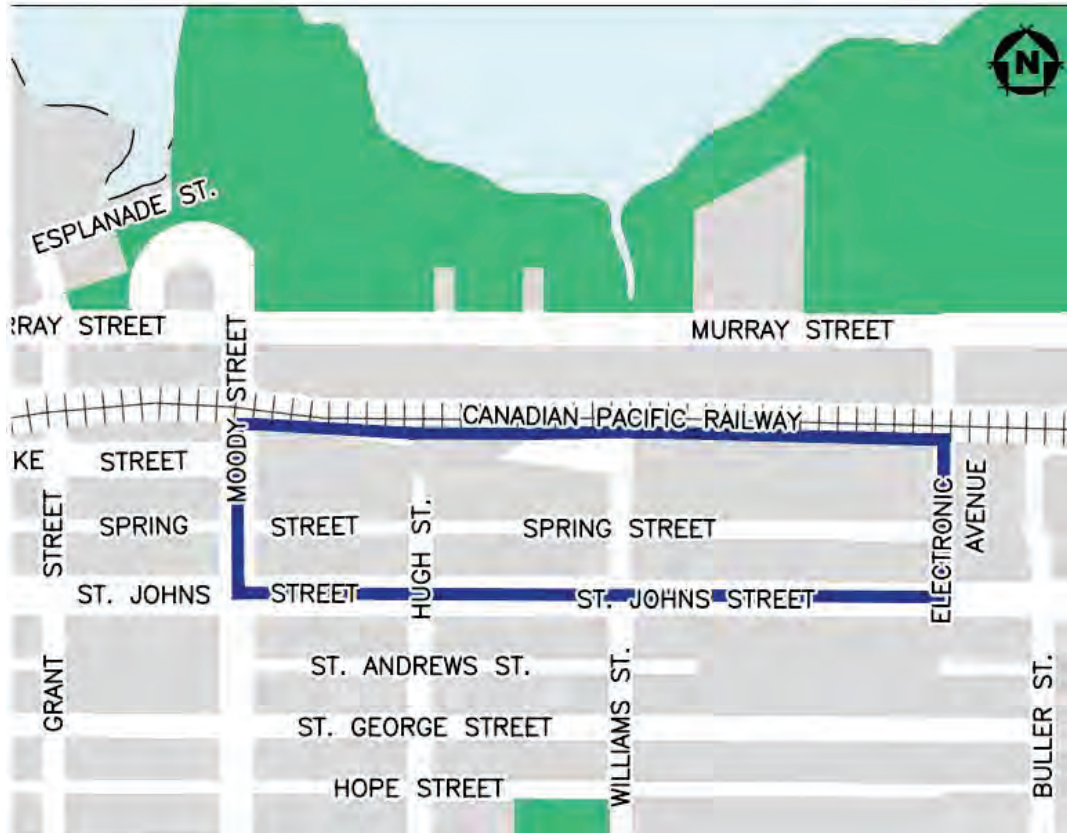 N
ESPLANADE ST.
RRAY STREET
MURRAY STREET
MOODY STREET
CANADIAN PACIFIC RAILWAY
KE STREET
SPRING STREET
SPRING STREET
HUGH ST.
ELECTRONIC
AVENUE
ST. JOHNS STREET
ST. JOHNS STREET
GRANT STREET
ST. ANDREWS ST.
WILLIAMS ST.
BULLER ST.
ST. GEORGE STREET
HOPE STREET